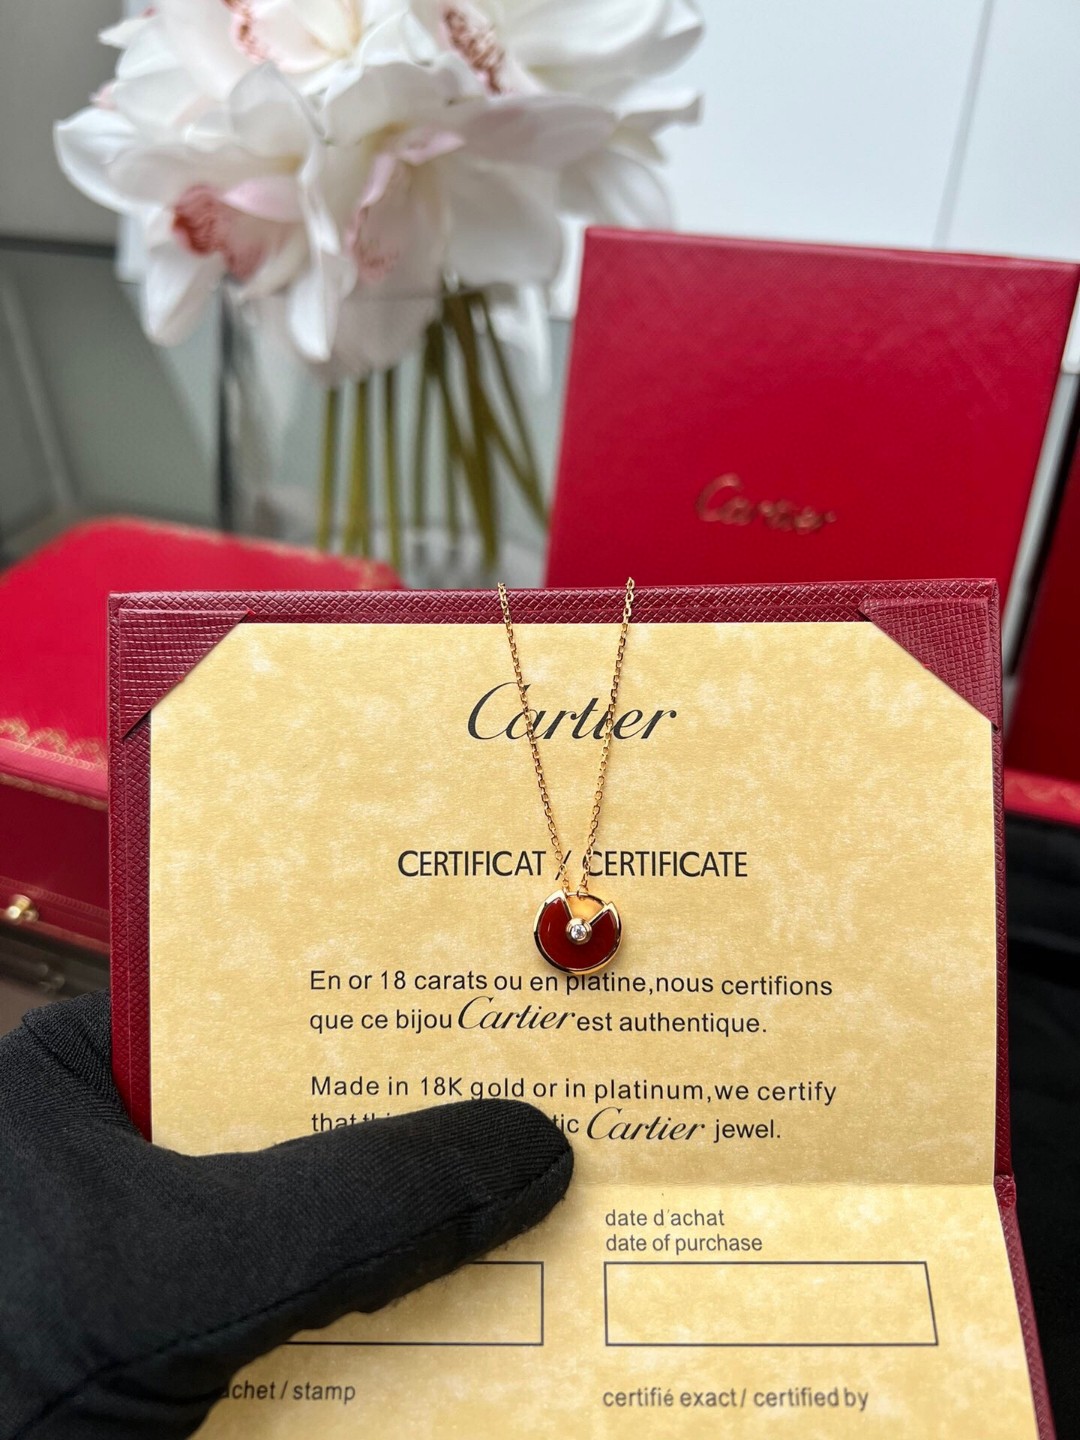 Cartier
Cartier
CERTIFICAT / CERTIFICATE
En or 18 carats ou en platine,nous certifions
que ce bijou Cartier est authentique.
Made in 18K gold or in platinum,we certify
that Cartier jewel.
date d'achat
date of purchase
/ stamp
certifié exact / certified by